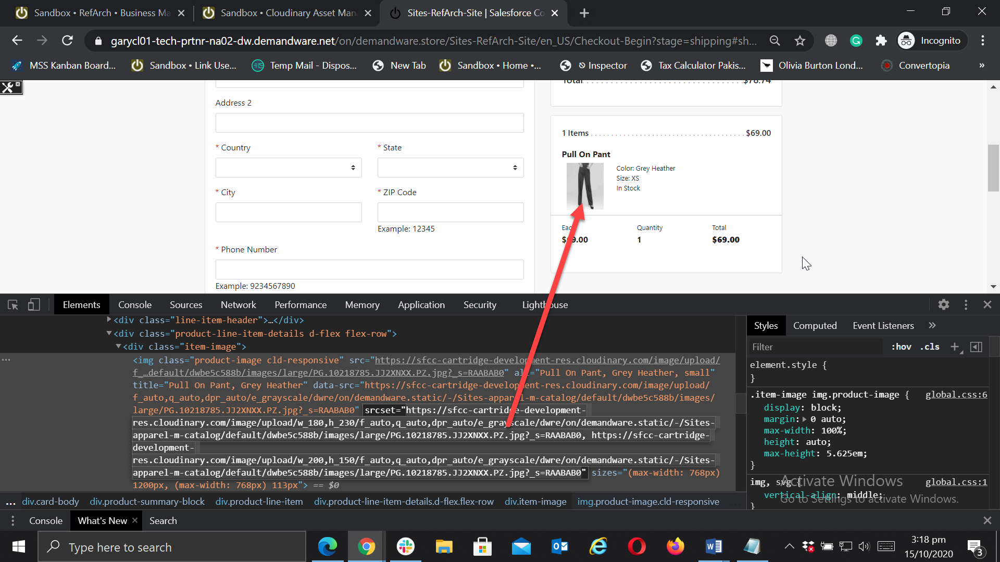 Sandbox • RefArch • Business Ma
Sandbox • Cloudinary Asset Man
Sites-RefArch-Site | Salesforce Co
garycl01-tech-prtnr-na02-dw.demandware.net/on/demandware.store/Sites-RefArch-Site/en_US/Checkout-Begin?stage=shipping#sh...
Incognito
MSS Kanban Board...
Sandbox • Link Use...
Temp Mail - Dispos...
New Tab
Sandbox • Home •...
Inspector
Tax Calculator Pakis...
Olivia Burton Lond...
Convertopia
»
Total $76.74
Address 2
* Country
* State
* City
* ZIP Code
Example: 12345
* Phone Number
Example: 9234567890
1 Items $69.00
Pull On Pant
Color: Grey Heather
Size: XS
In Stock
Quantity
Total
1
$69.00
Elements
Console
Sources
Network
Performance
Memory
Application
Security
Lighthouse
<div class="line-item-header">…</div>
<div class="product-line-item-details d-flex flex-row">
<div class="item-image">
<img class="product-image cld-responsive" src="https://sfcc-cartridge-development-res.cloudinary.com/image/upload/
f_…default/dwbe5c588b/images/large/PG.10218785.JJ2XNXX.PZ.jpg?_s=RAABAB0" alt="Pull On Pant, Grey Heather, small"
title="Pull On Pant, Grey Heather" data-src="https://sfcc-cartridge-development-res.cloudinary.com/image/upload/
f_auto,q_auto,dpr_auto/e_grayscale/dwre/on/demandware.static/-/Sites-apparel-m-catalog/default/dwbe5c588b/images/
large/PG.10218785.JJ2XNXX.PZ.jpg?_s=RAABAB0" srcset="https://sfcc-cartridge-development-
res.cloudinary.com/image/upload/w_180,h_230/f_auto,q_auto,dpr_auto/e_grayscale/dwre/on/demandware.static/-/Sites-
apparel-m-catalog/default/dwbe5c588b/images/large/PG.10218785.JJ2XNXX.PZ.jpg?_s=RAABAB0, https://sfcc-cartridge-
development-
res.cloudinary.com/image/upload/w_200,h_150/f_auto,q_auto,dpr_auto/e_grayscale/dwre/on/demandware.static/-/Sites-
apparel-m-catalog/default/dwbe5c588b/images/large/PG.10218785.JJ2XNXX.PZ.jpg?_s=RAABAB0" sizes="(max-width: 768px)
1200px, (max-width: 768px) 113px"> == $0
... div.card-body div.product-summary-block div.product-line-item div.product-line-item-details.d-flex.flex-row div.item-image img.product-image.cld-responsive
Styles
Computed
Event Listeners
»
Filter
:hov .cls +
element.style {
}
.item-image img.product-image { global.css:6
display: block;
margin: 0 auto;
max-width: 100%;
height: auto;
max-height: 5.625em;
}
img, svg { global.css:1
vertical-align: middle;
}
Activate Windows
Go to Settings to activate Windows.
Console
What's New
Search
Type here to search
3:18 pm
15/10/2020
3